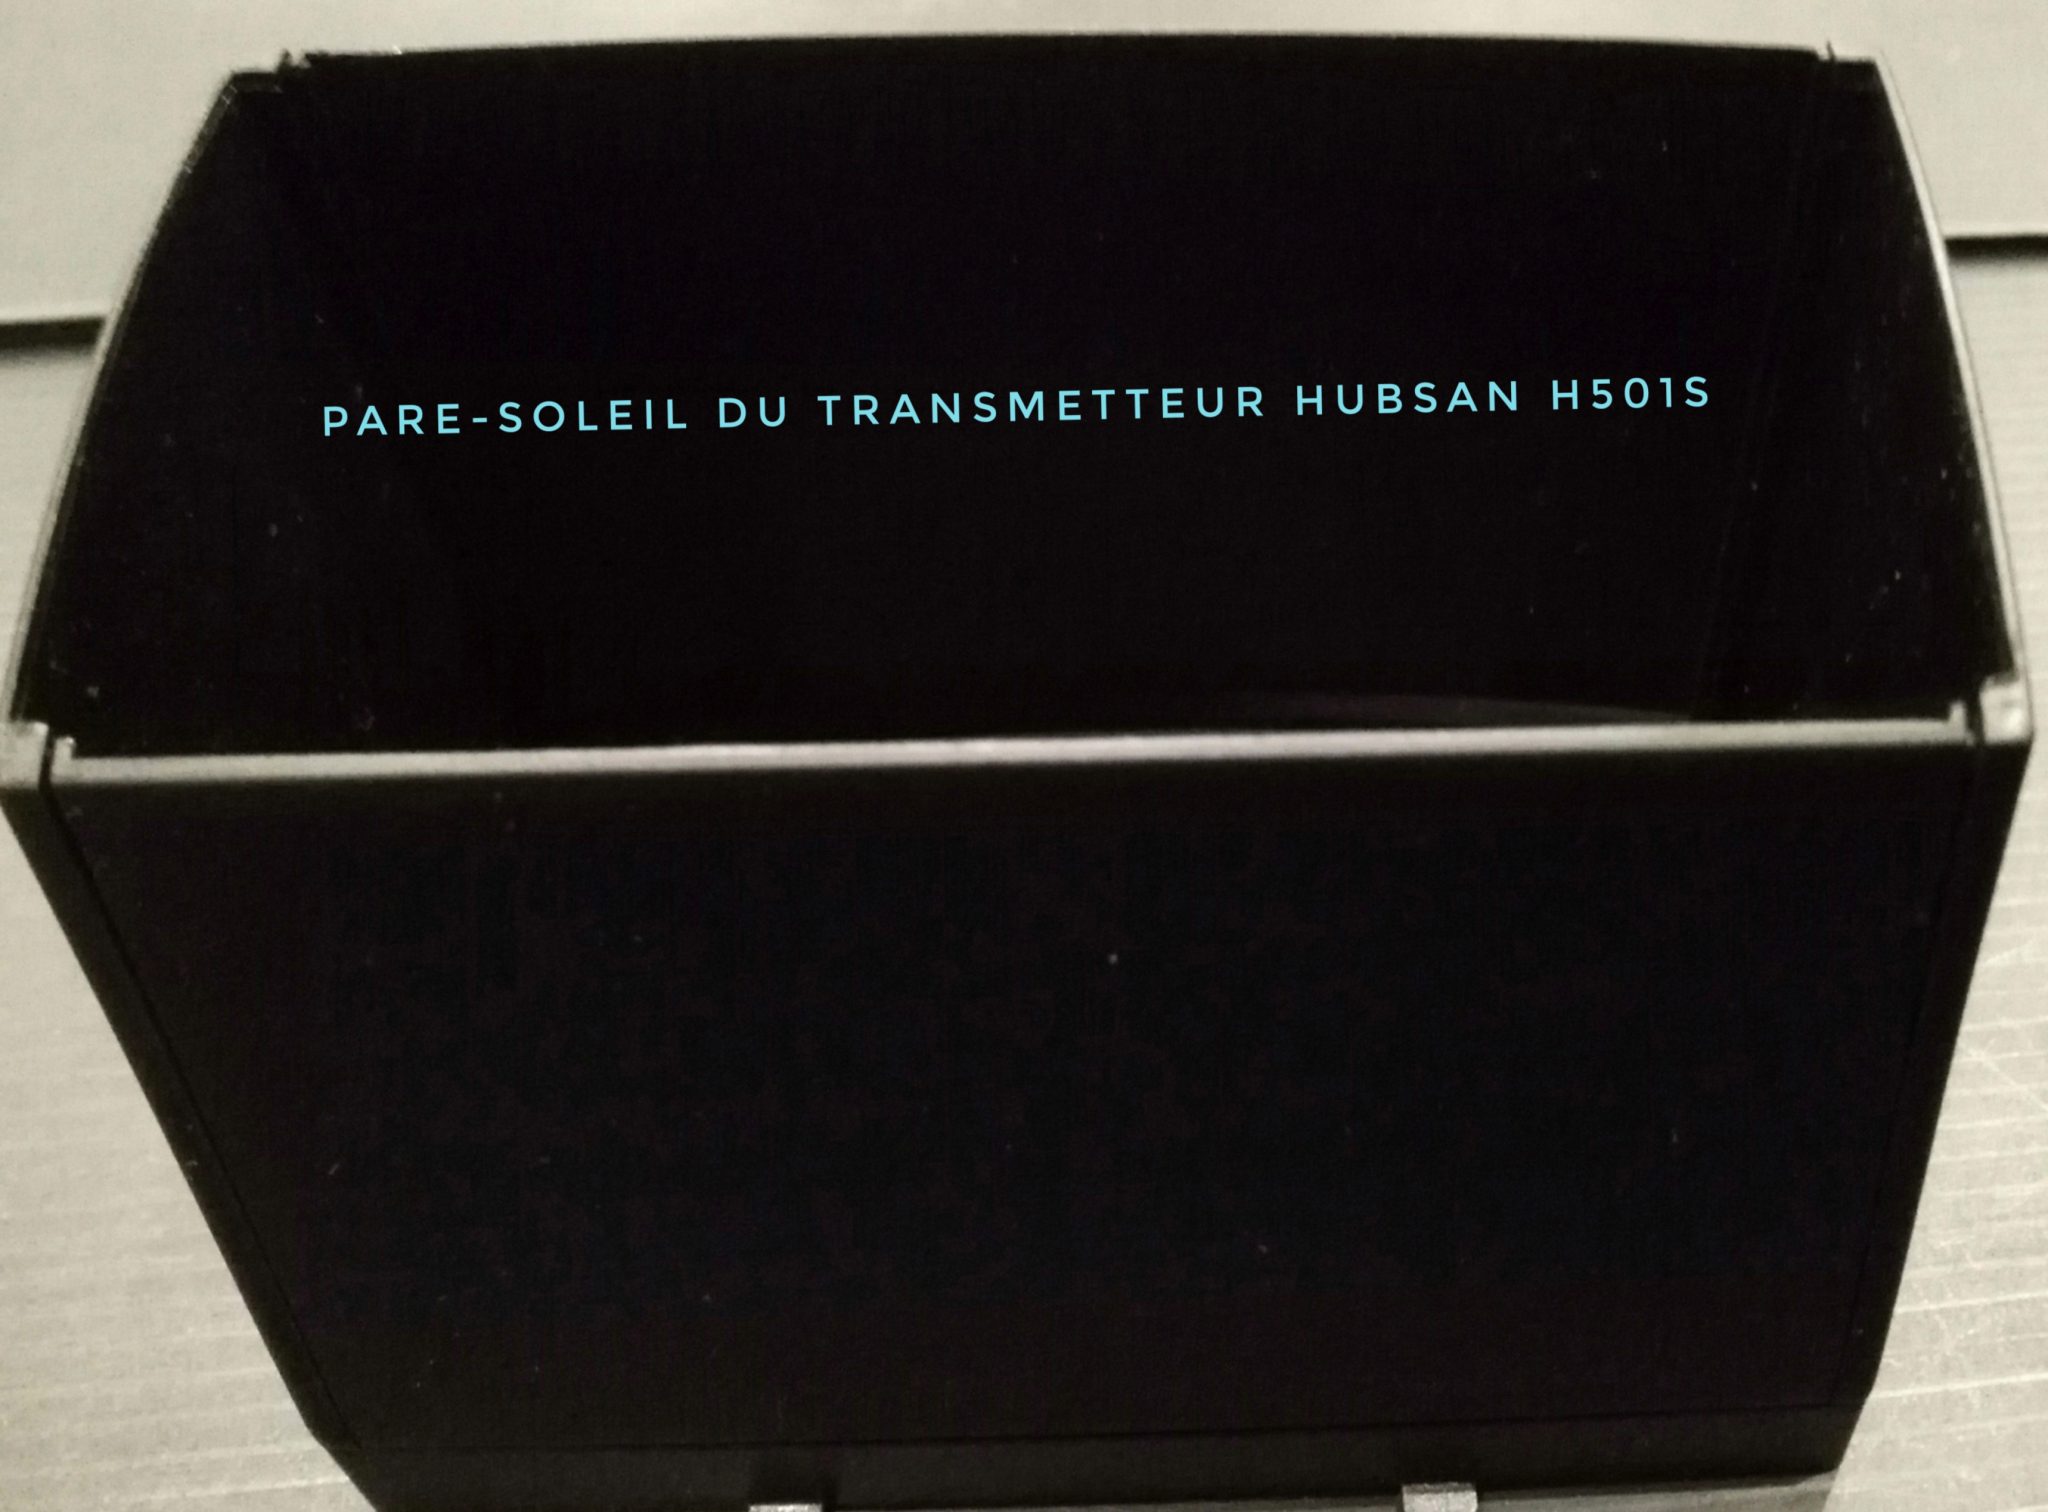 PARE-SOLEIL DU TRANSMETTEUR HUBSAN H501S